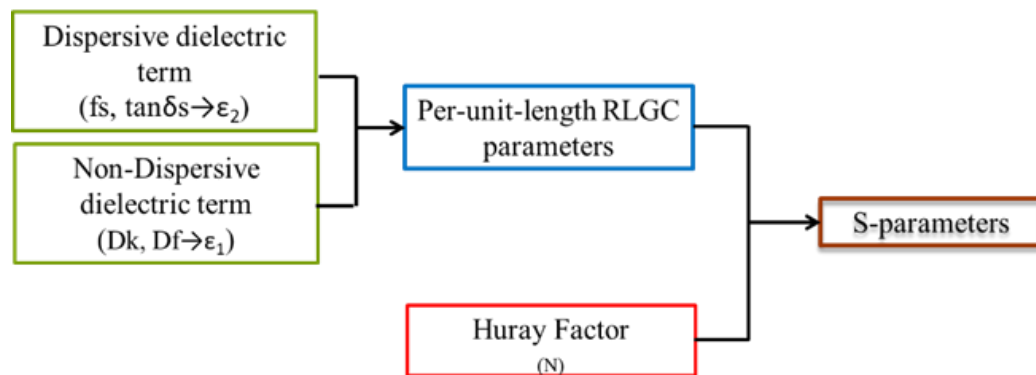 Dispersive dielectric
term
(fs, tanδs→ε₂)
Non-Dispersive
dielectric term
(Dk, Df→ε₁)
Per-unit-length RLGC
parameters
Huray Factor
(N)
S-parameters